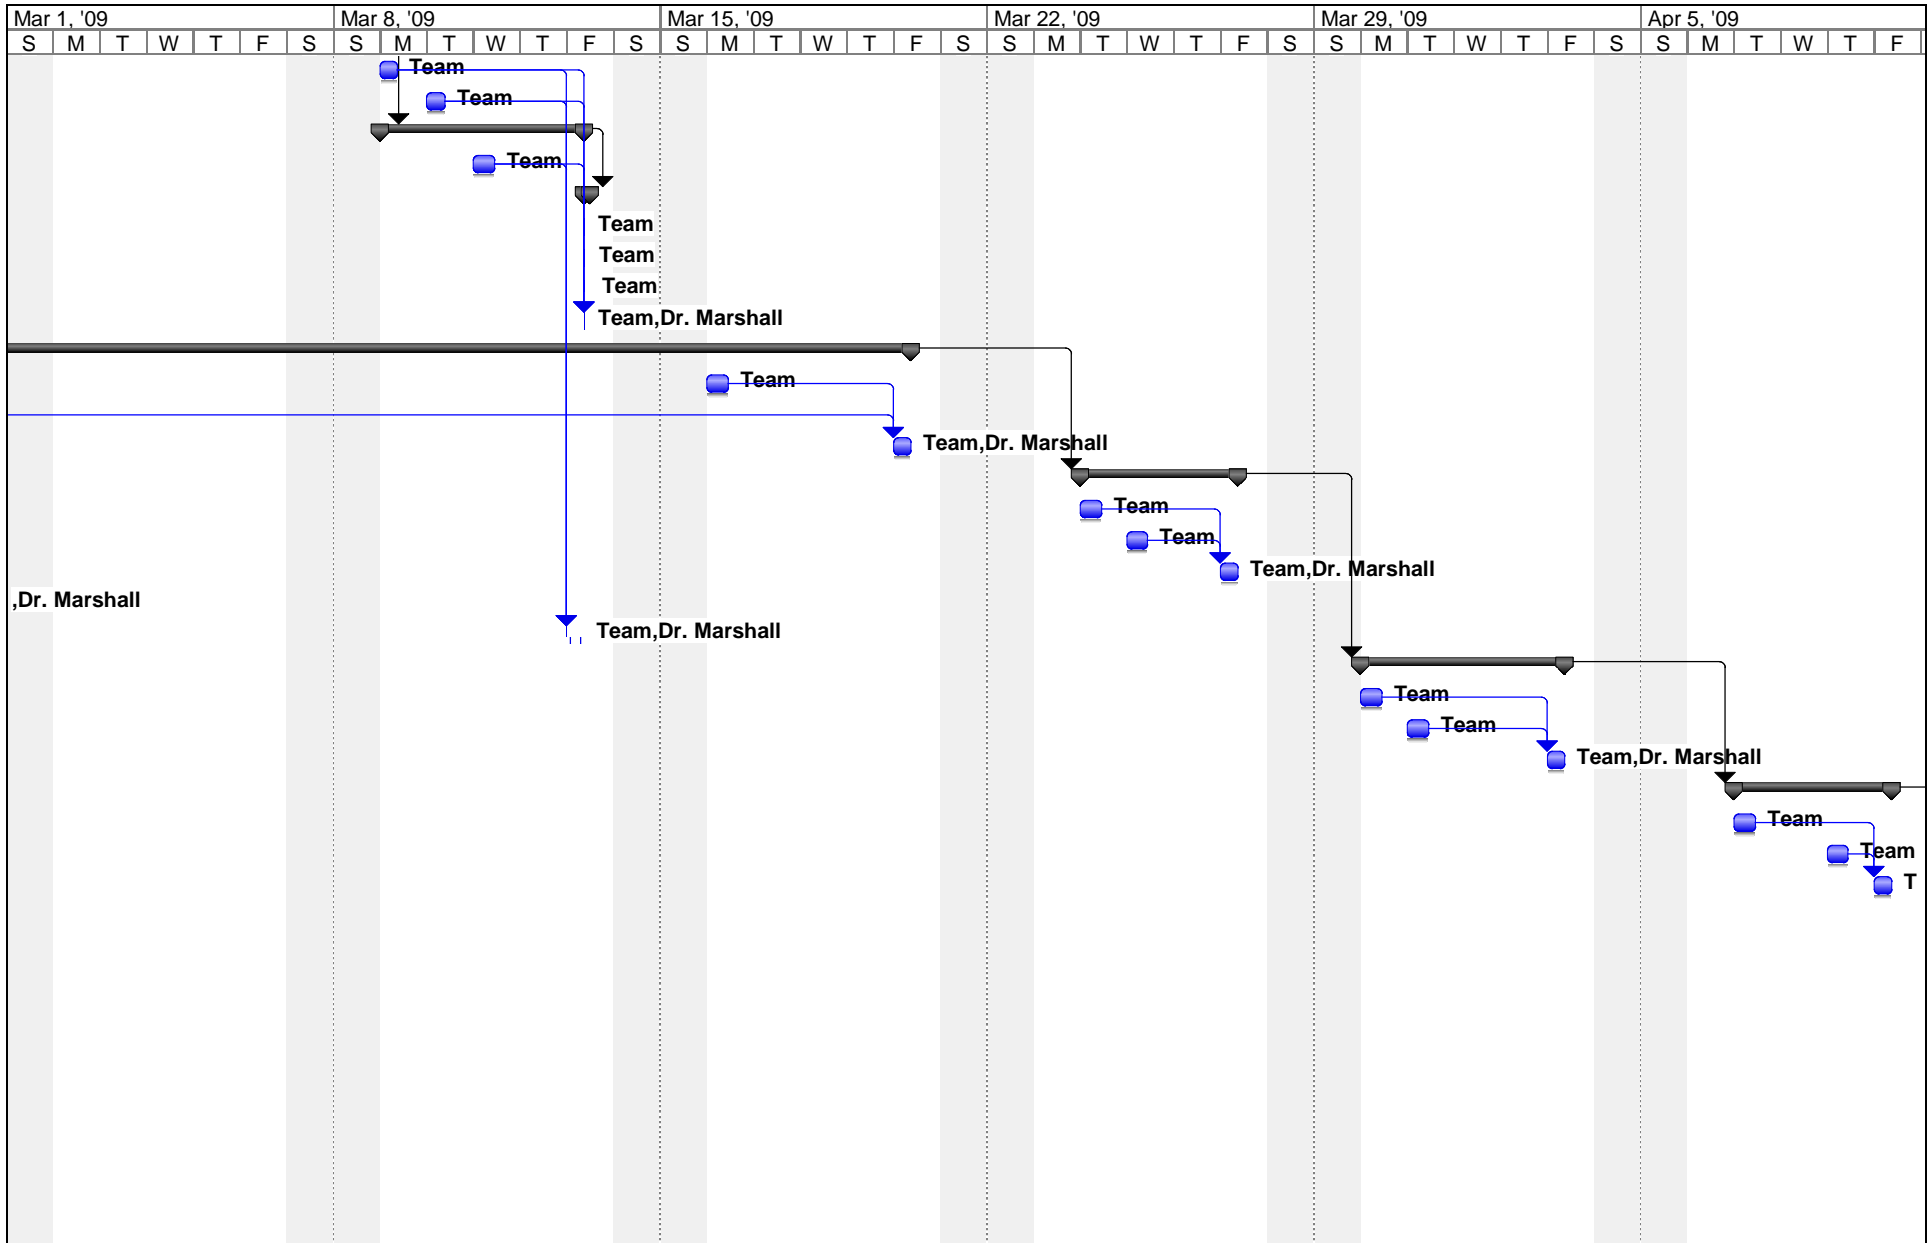 Mar 1, '09 Mar 8, '09 Mar 15, '09 Mar 22, '09 Mar 29, '09 Apr 5, '09
S M T W T F S S M T W T F S S M T W T F S S M T W T F S S M T W T F S S M T W T F
Team
Team
Team
Team
Team
Team
Team,Dr. Marshall
Team
Team,Dr. Marshall
Team
Team
Team,Dr. Marshall
,Dr. Marshall
Team,Dr. Marshall
Team
Team
Team,Dr. Marshall
Team
Team
T